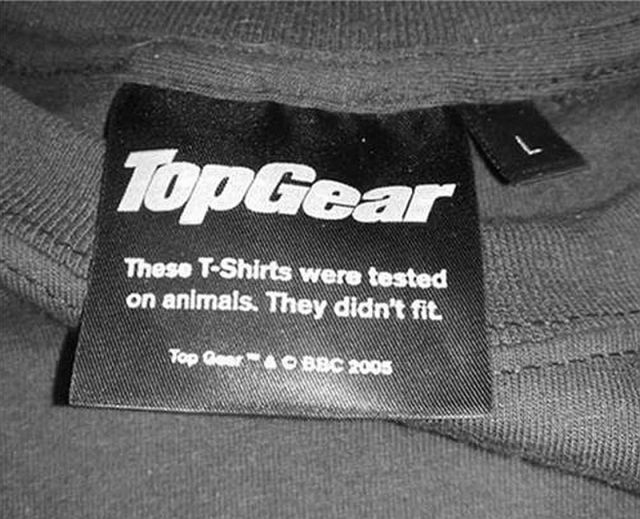 TopGear
L
These T-Shirts were tested
on animals. They didn't fit.
Top Gear™ & © BBC 2005